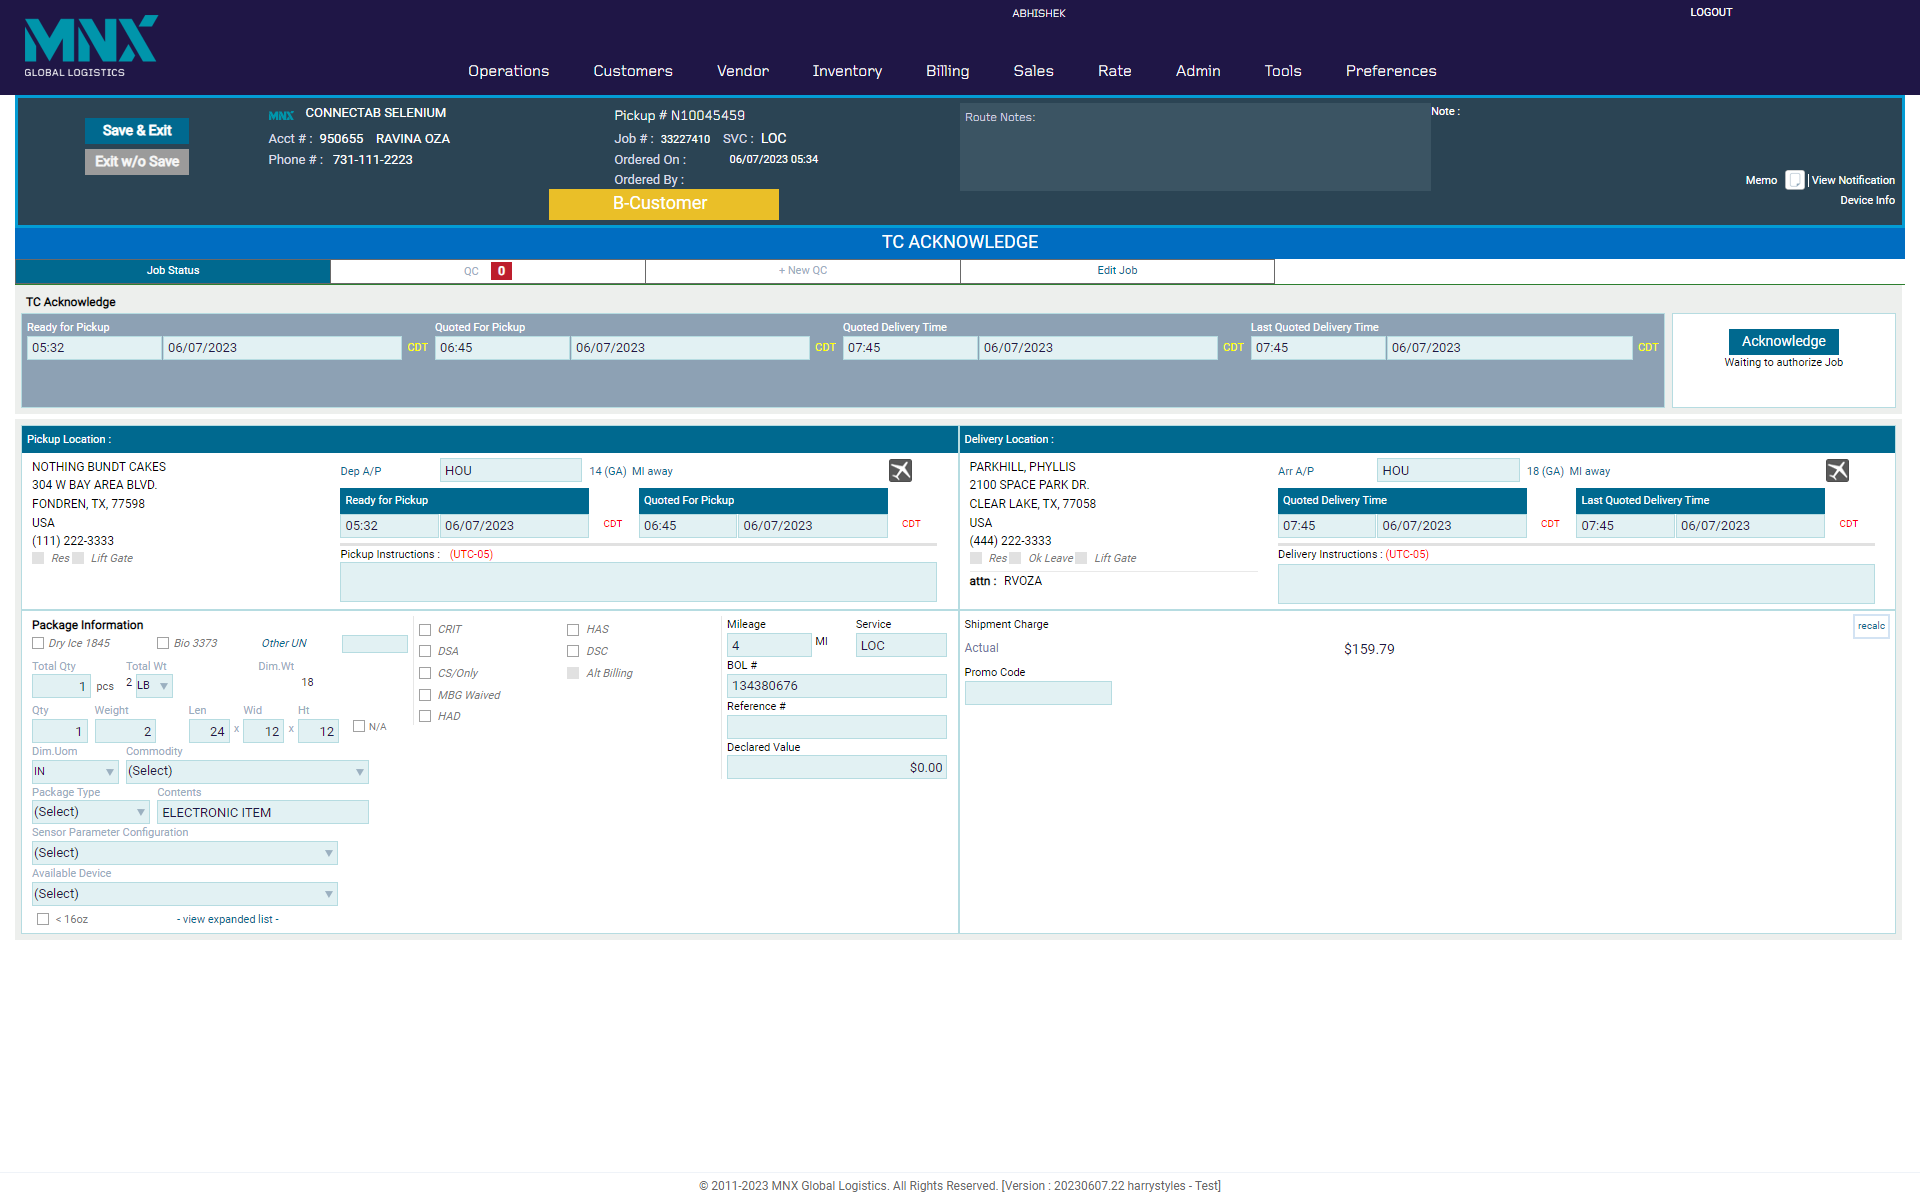 ABHISHEK
LOGOUT
MNX
GLOBAL LOGISTICS
Operations Customers Vendor Inventory Billing Sales Rate Admin Tools Preferences
Save & Exit
Exit w/o Save
MNX CONNECTAB SELENIUM
Acct # : 950655 RAVINA OZA
Phone # : 731-111-2223
Pickup # N10045459
Job # : 33227410 SVC : LOC
Ordered On : 06/07/2023 05:34
Ordered By :
B-Customer
Route Notes:
Note :
Memo | View Notification
Device Info
TC ACKNOWLEDGE
Job Status QC 0 + New QC Edit Job
TC Acknowledge
Ready for Pickup Quoted For Pickup Quoted Delivery Time Last Quoted Delivery Time
05:32 06/07/2023 CDT 06:45 06/07/2023 CDT 07:45 06/07/2023 CDT 07:45 06/07/2023 CDT
Acknowledge
Waiting to authorize Job
Pickup Location :
NOTHING BUNDT CAKES
304 W BAY AREA BLVD.
FONDREN, TX, 77598
USA
(111) 222-3333
Res Lift Gate
Dep A/P HOU 14 (GA) MI away
Ready for Pickup Quoted For Pickup
05:32 06/07/2023 CDT 06:45 06/07/2023 CDT
Pickup Instructions : (UTC-05)
Delivery Location :
PARKHILL, PHYLLIS
2100 SPACE PARK DR.
CLEAR LAKE, TX, 77058
USA
(444) 222-3333
Res Ok Leave Lift Gate
attn : RVOZA
Arr A/P HOU 18 (GA) MI away
Quoted Delivery Time Last Quoted Delivery Time
07:45 06/07/2023 CDT 07:45 06/07/2023 CDT
Delivery Instructions : (UTC-05)
Package Information
Dry Ice 1845 Bio 3373 Other UN
Total Qty Total Wt Dim.Wt
1 pcs 2 LB 18
Qty Weight Len Wid Ht
1 2 24 x 12 x 12 N/A
Dim.Uom Commodity
IN (Select)
Package Type Contents
(Select) ELECTRONIC ITEM
Sensor Parameter Configuration
(Select)
Available Device
(Select)
< 16oz - view expanded list -
CRIT HAS
DSA DSC
CS/Only Alt Billing
MBG Waived
HAD
Mileage Service
4 MI LOC
BOL #
134380676
Reference #
Declared Value
$0.00
Shipment Charge recalc
Actual $159.79
Promo Code
© 2011-2023 MNX Global Logistics. All Rights Reserved. [Version : 20230607.22 harrystyles - Test]